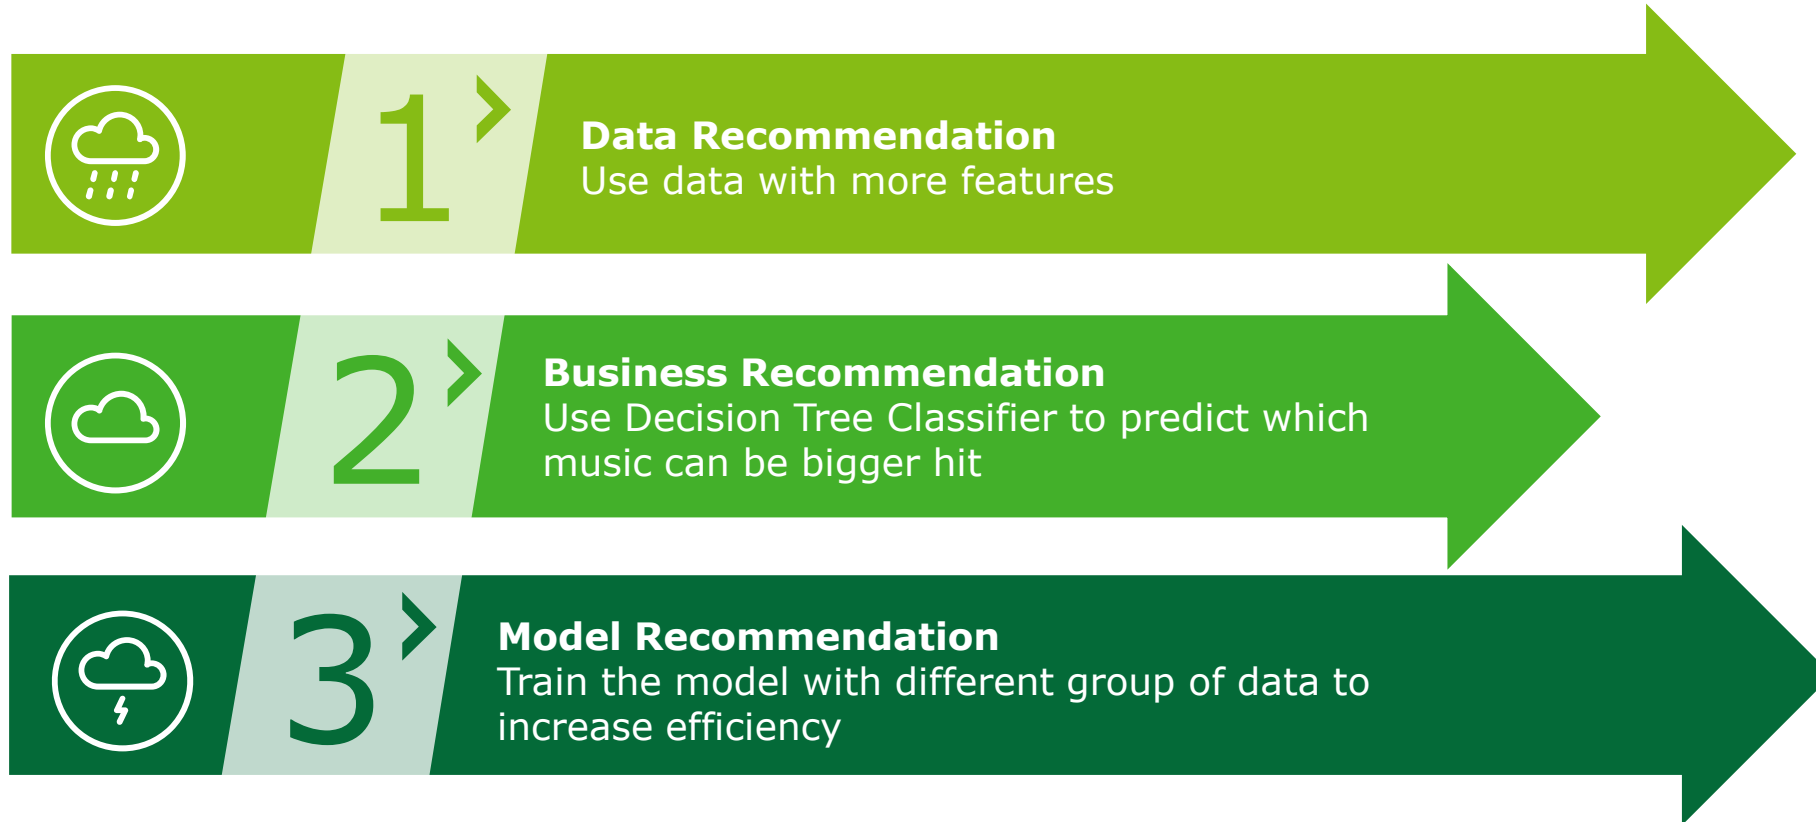 1
Data Recommendation
Use data with more features
2
Business Recommendation
Use Decision Tree Classifier to predict which
music can be bigger hit
3
Model Recommendation
Train the model with different group of data to
increase efficiency